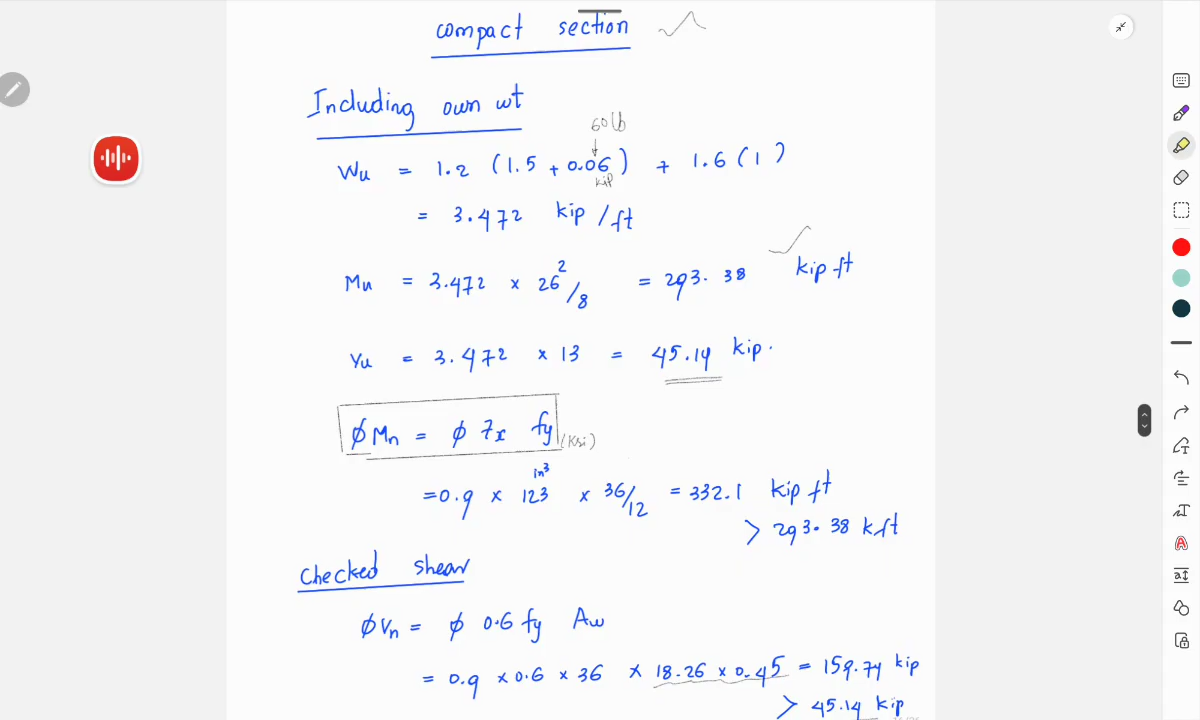 compact section
Including own wt
60lb
Wu = 1.2 (1.5 + 0.06) + 1.6 (1)
kip
= 3.472 kip/ft
Mu = 3.472 × 26²/8 = 293.38 kip ft
Vu = 3.472 × 13 = 45.14 kip.
ϕMn = ϕ Zx fy (Ksi)
in³
= 0.9 × 123 × 36/12 = 332.1 kip ft
> 293.38 kft
Checked shear
ϕVn = ϕ 0.6 fy Aw
= 0.9 × 0.6 × 36 × 18.26 × 0.45 = 159.74 kip
> 45.14 kip